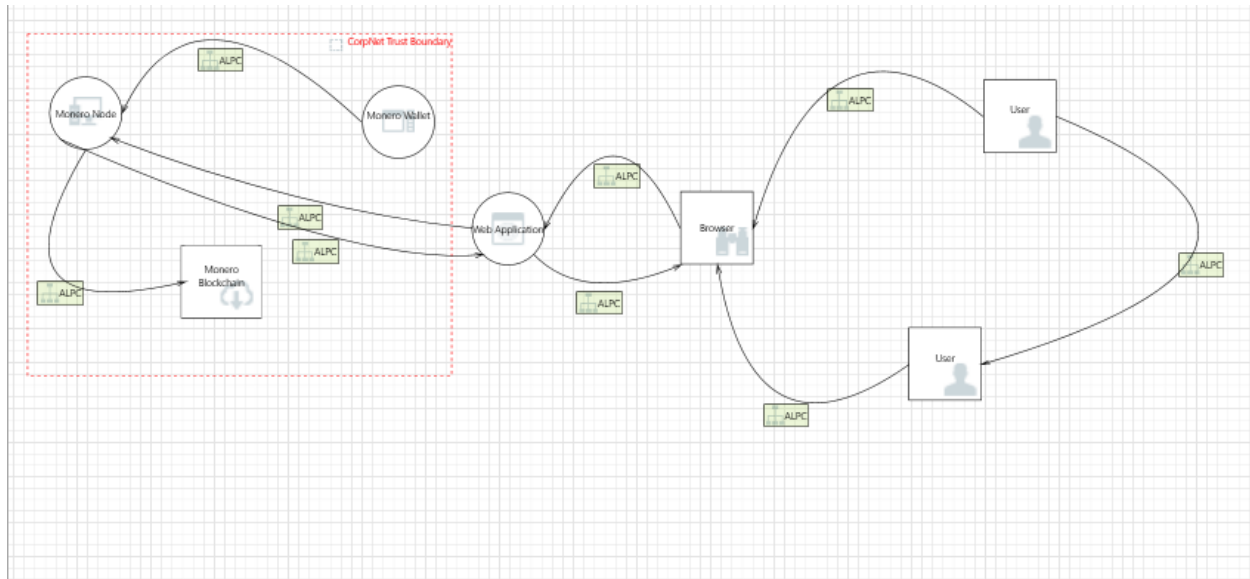 CorpNet Trust Boundary
ALPC
Monero Node
Monero Wallet
ALPC
User
ALPC
Web Application
Browser
ALPC
ALPC
Monero
Blockchain
ALPC
ALPC
ALPC
User
ALPC